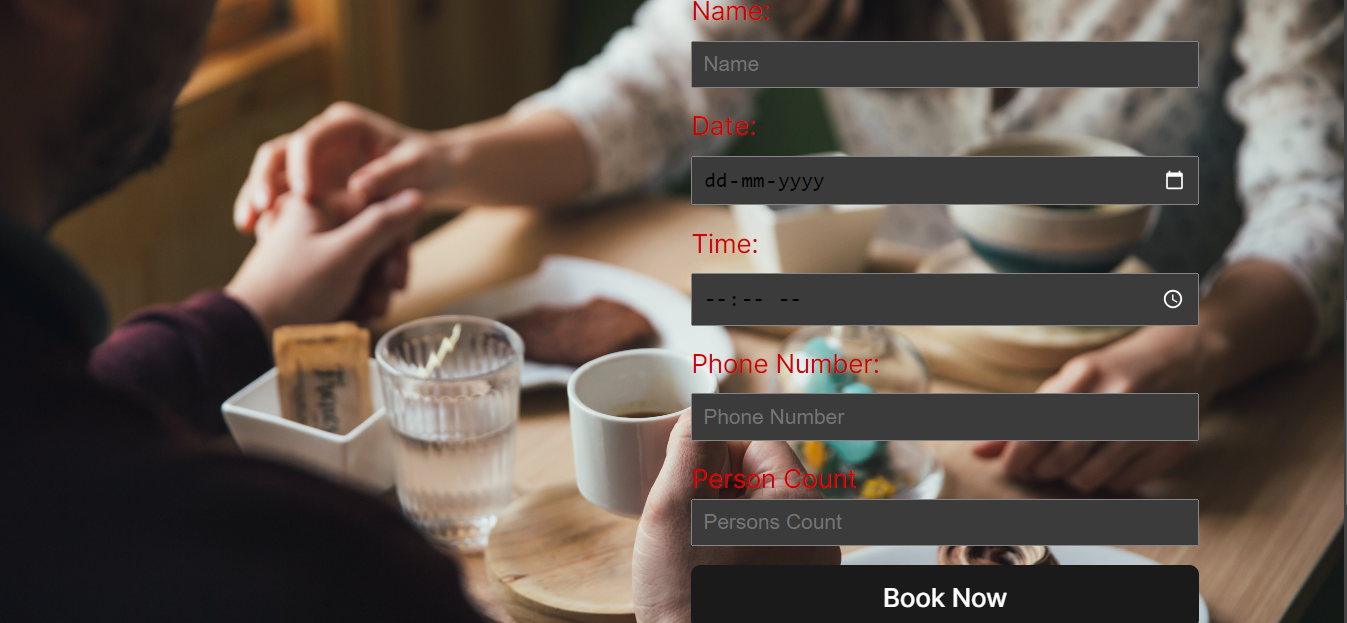 Name:
Name
Date:
dd-mm-yyyy
Time:
--:-- --
Phone Number:
Phone Number
Person Count
Persons Count
Book Now